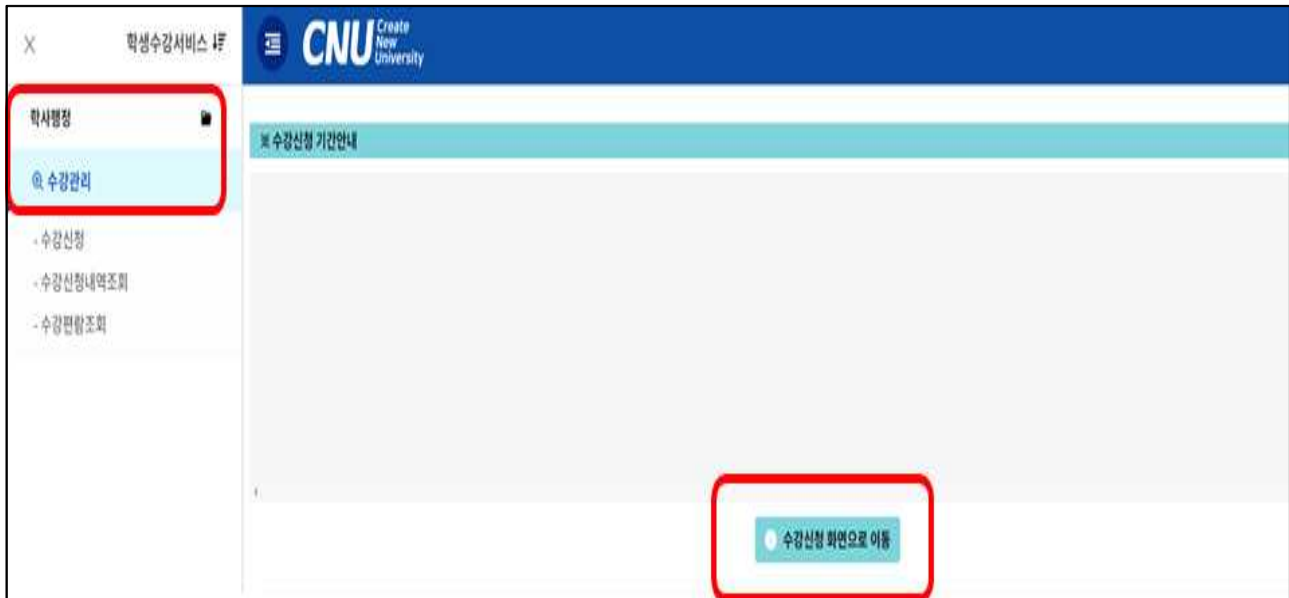 학생수강서비스
CNU Create
New
University
학사행정
수강관리
- 수강신청
- 수강신청내역조회
- 수강편람조회
※ 수강신청 기간안내
수강신청 화면으로 이동